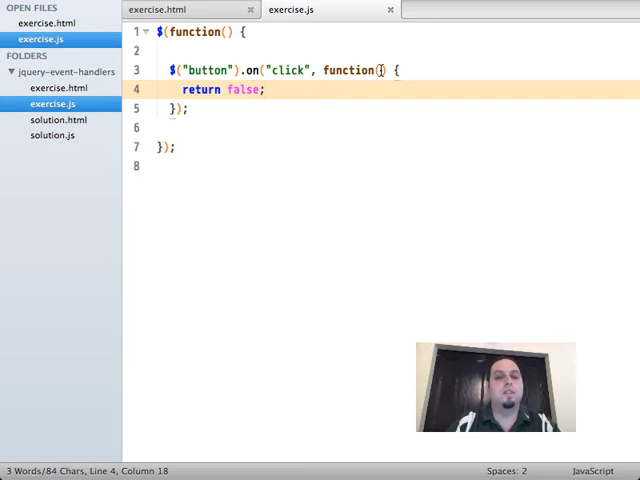 OPEN FILES
exercise.html
exercise.js
FOLDERS
jquery-event-handlers
exercise.html
exercise.js
solution.html
solution.js
exercise.html
exercise.js
1 $(function() {
2
3 $("button").on("click", function() {
4 return false;
5 });
6
7 });
8
3 Words/84 Chars, Line 4, Column 18
Spaces: 2
JavaScript